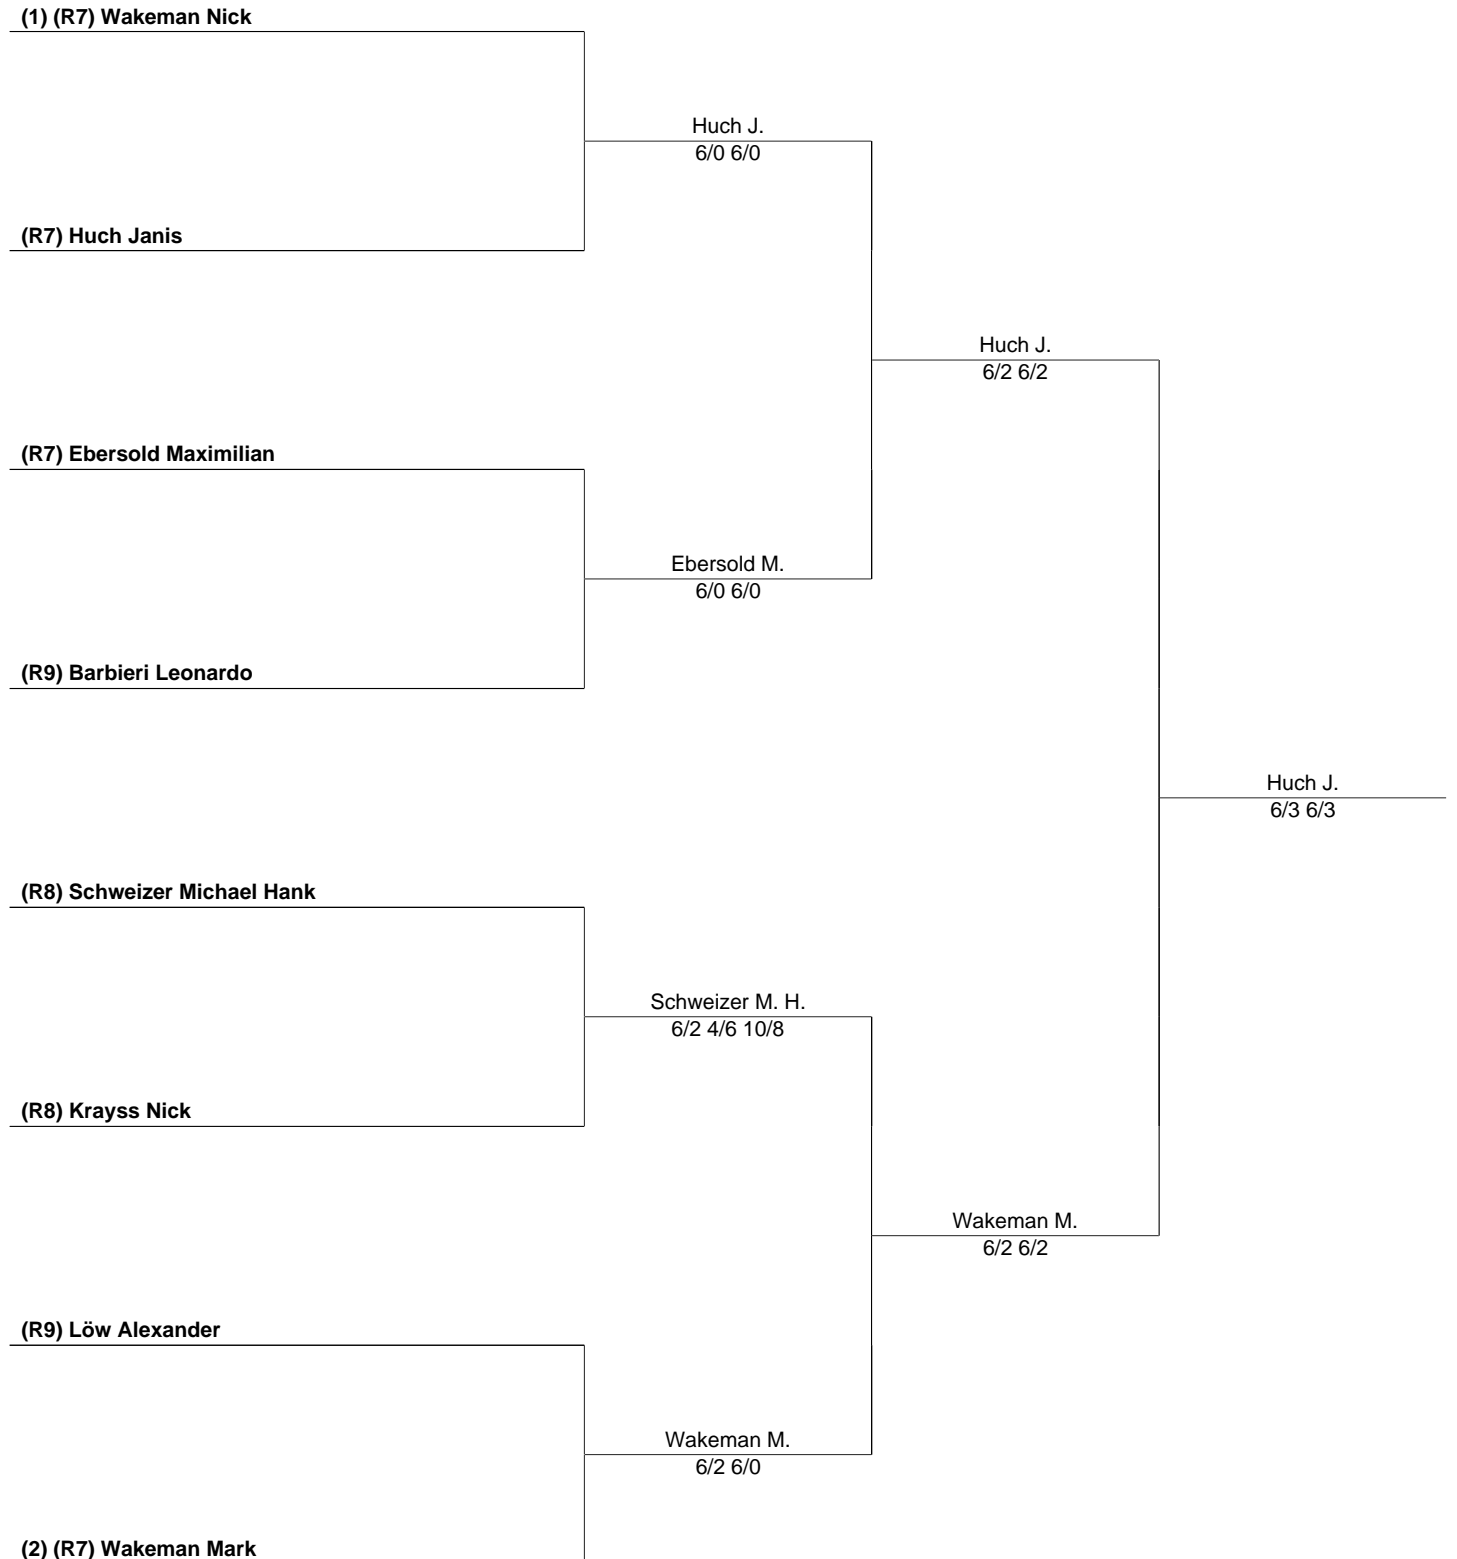 (1) (R7) Wakeman Nick
Huch J.
6/0 6/0
(R7) Huch Janis
Huch J.
6/2 6/2
(R7) Ebersold Maximilian
Ebersold M.
6/0 6/0
(R9) Barbieri Leonardo
Huch J.
6/3 6/3
(R8) Schweizer Michael Hank
Schweizer M. H.
6/2 4/6 10/8
(R8) Krayss Nick
Wakeman M.
6/2 6/2
(R9) Löw Alexander
Wakeman M.
6/2 6/0
(2) (R7) Wakeman Mark